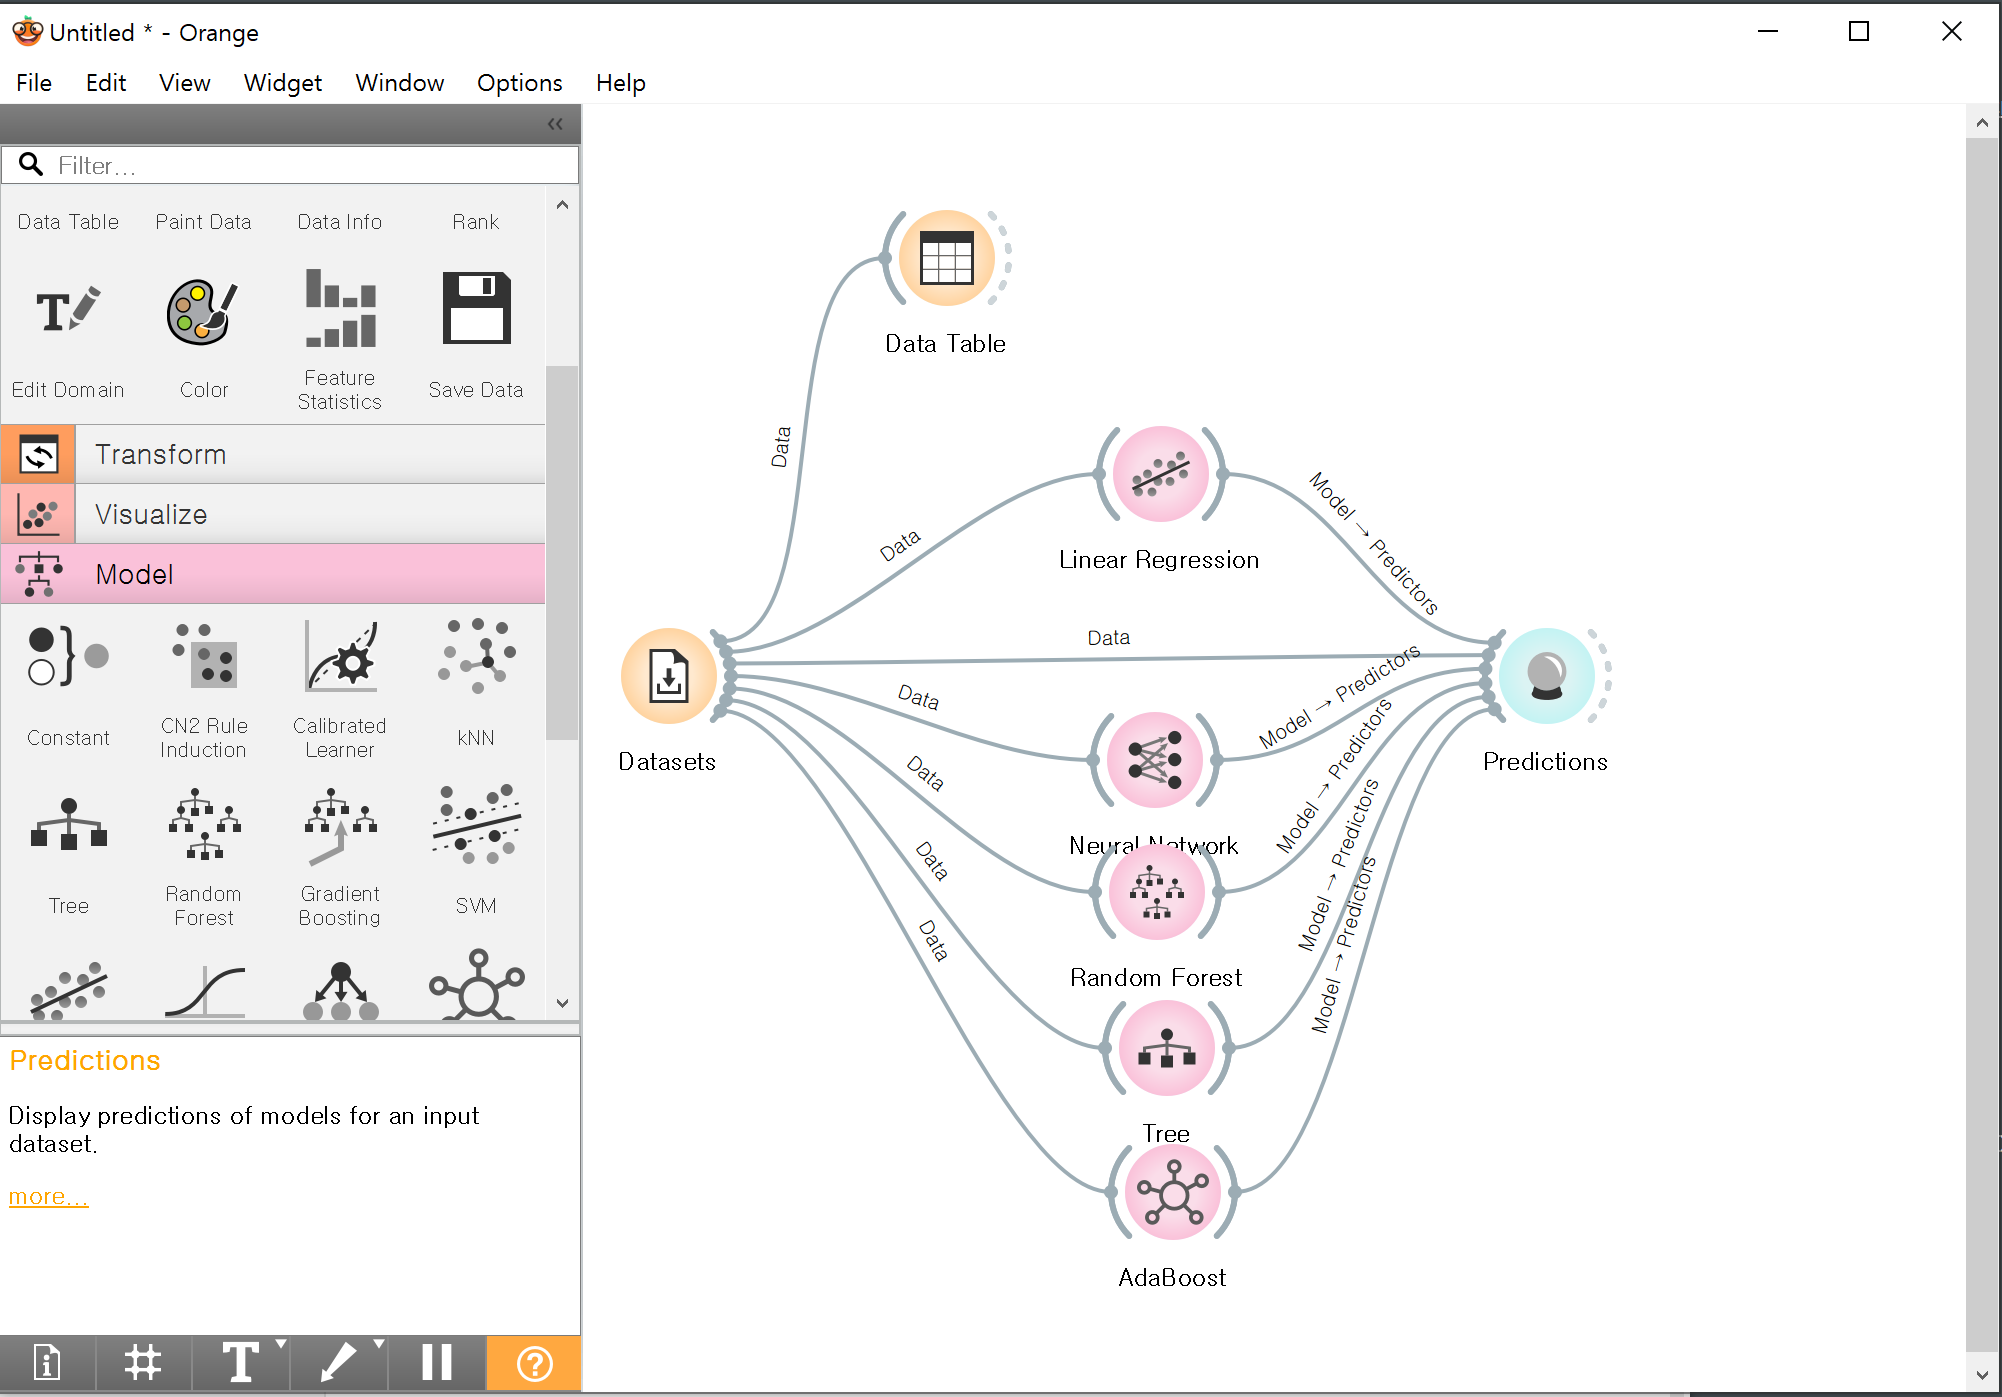 Untitled * - Orange
File Edit View Widget Window Options Help
Filter...
Data Table Paint Data Data Info Rank
Edit Domain Color Feature Statistics Save Data
Transform
Visualize
Model
Constant CN2 Rule Induction Calibrated Learner kNN
Tree Random Forest Gradient Boosting SVM
Predictions
Display predictions of models for an input
dataset.
more...
Data Table
Data
Linear Regression
Data
Model → Predictors
Data
Datasets
Predictions
Data
Model → Predictors
Neural Network
Data
Model → Predictors
Random Forest
Data
Model → Predictors
Tree
Data
Model → Predictors
AdaBoost